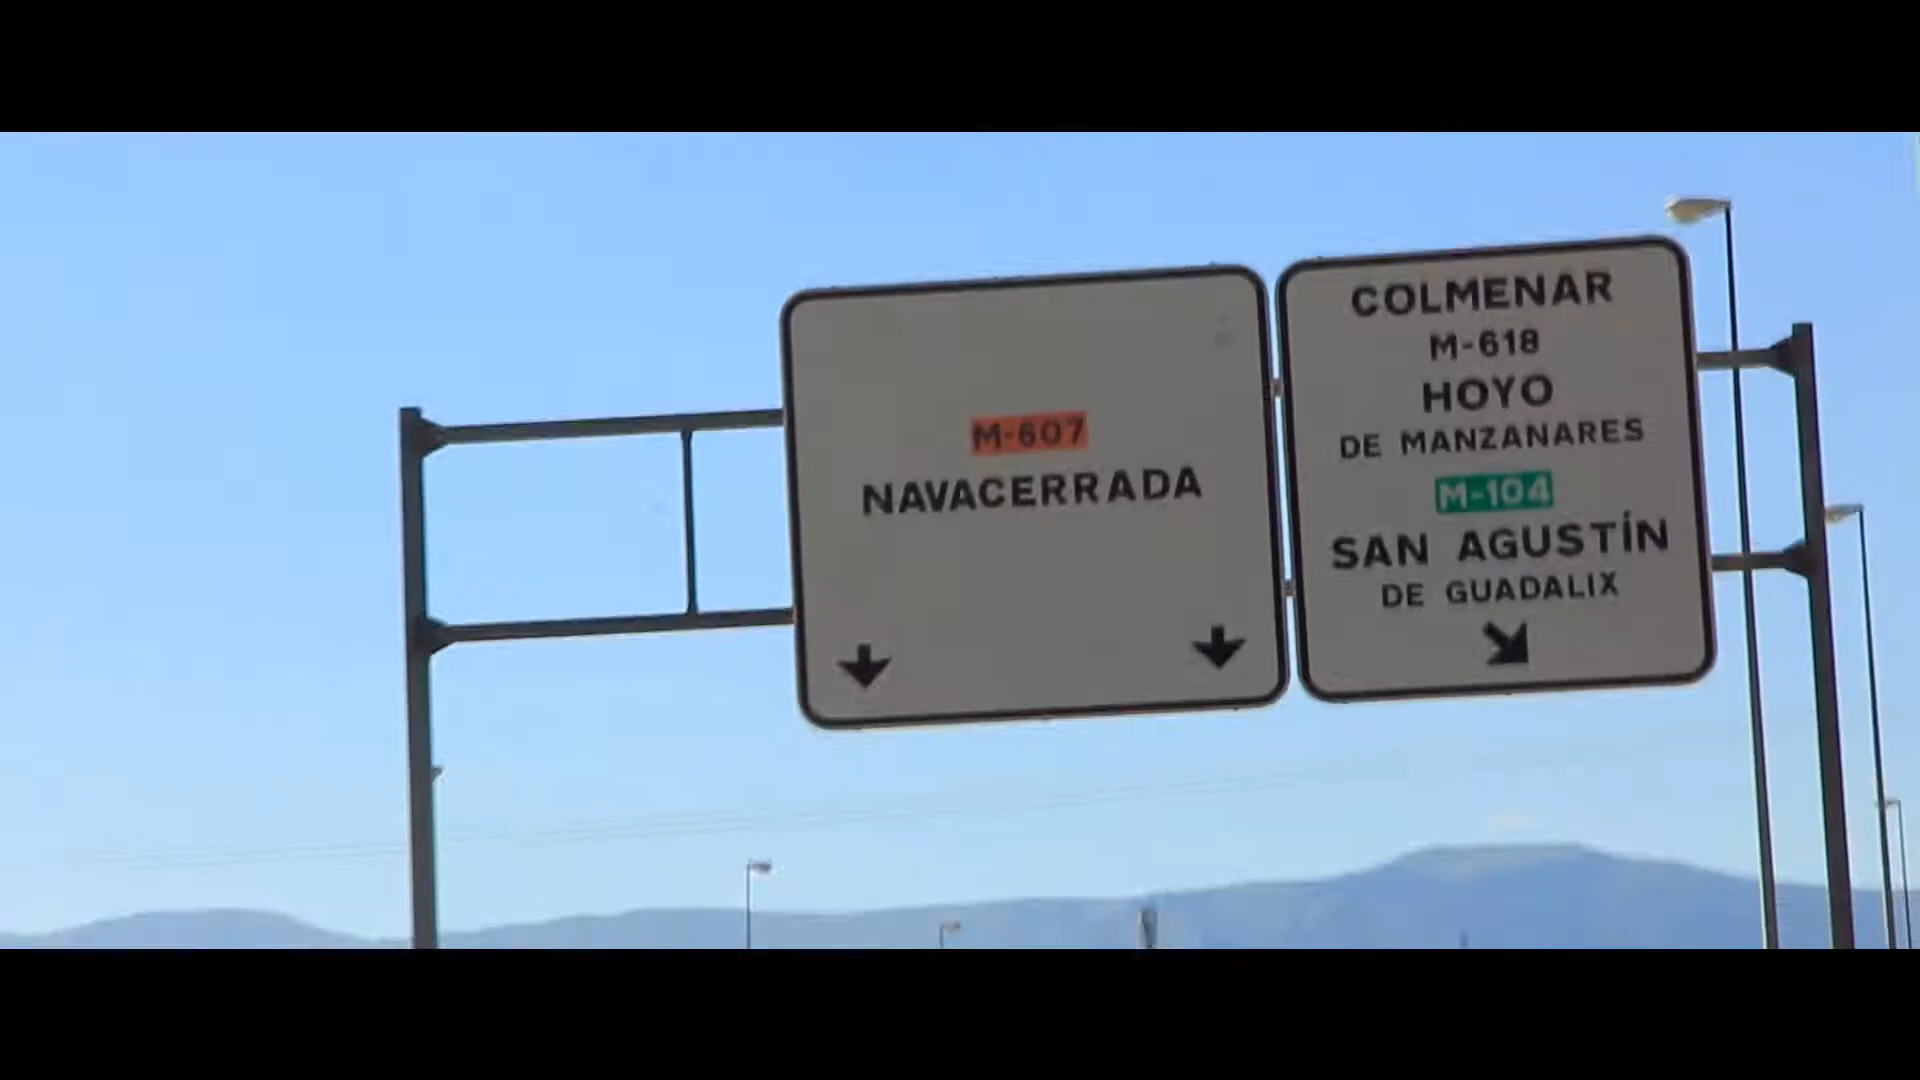 M-607
NAVACERRADA
COLMENAR
M-618
HOYO
DE MANZANARES
M-104
SAN AGUSTÍN
DE GUADALIX